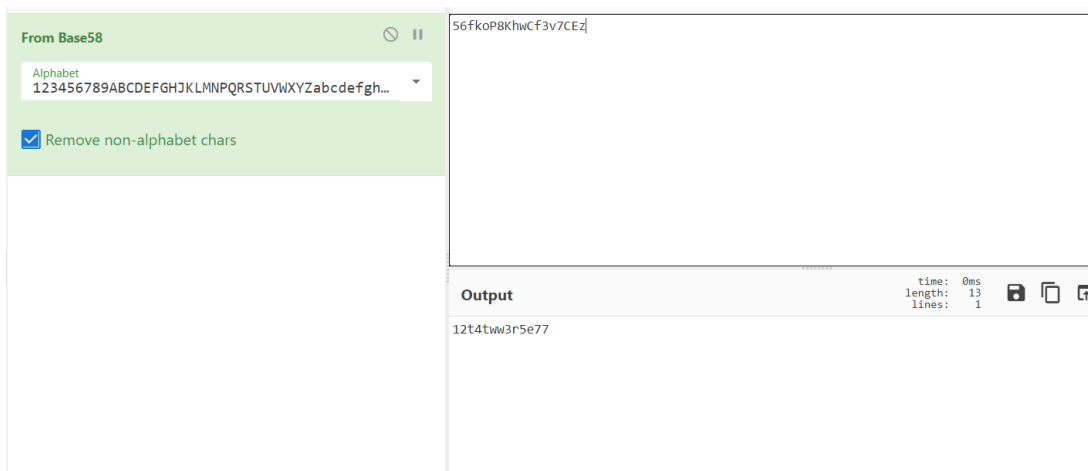 From Base58
Alphabet
123456789ABCDEFGHJKLMNPQRSTUVWXYZabcdefgh...
Remove non-alphabet chars
56fkoP8KhwCf3v7CEz
Output
time: 0ms
length: 13
lines: 1
12t4tww3r5e77